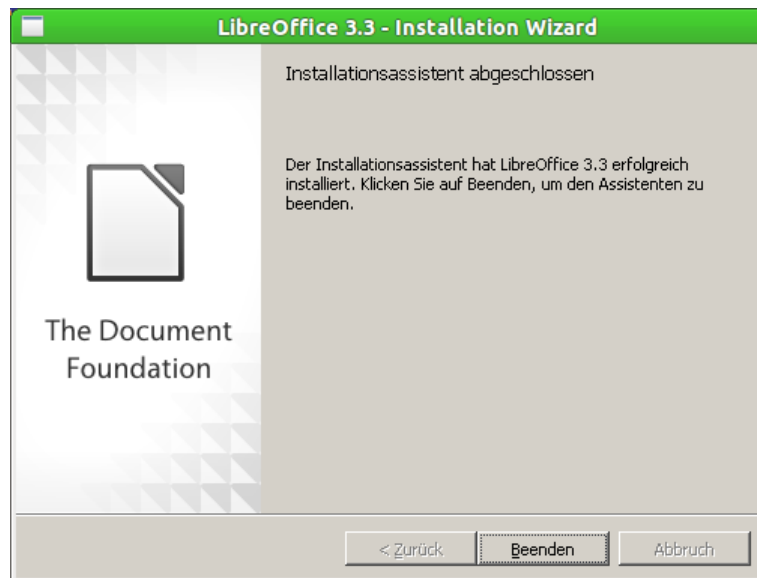 LibreOffice 3.3 - Installation Wizard
Installationsassistent abgeschlossen
Der Installationsassistent hat LibreOffice 3.3 erfolgreich
installiert. Klicken Sie auf Beenden, um den Assistenten zu
beenden.
The Document
Foundation
< Zurück
Beenden
Abbruch